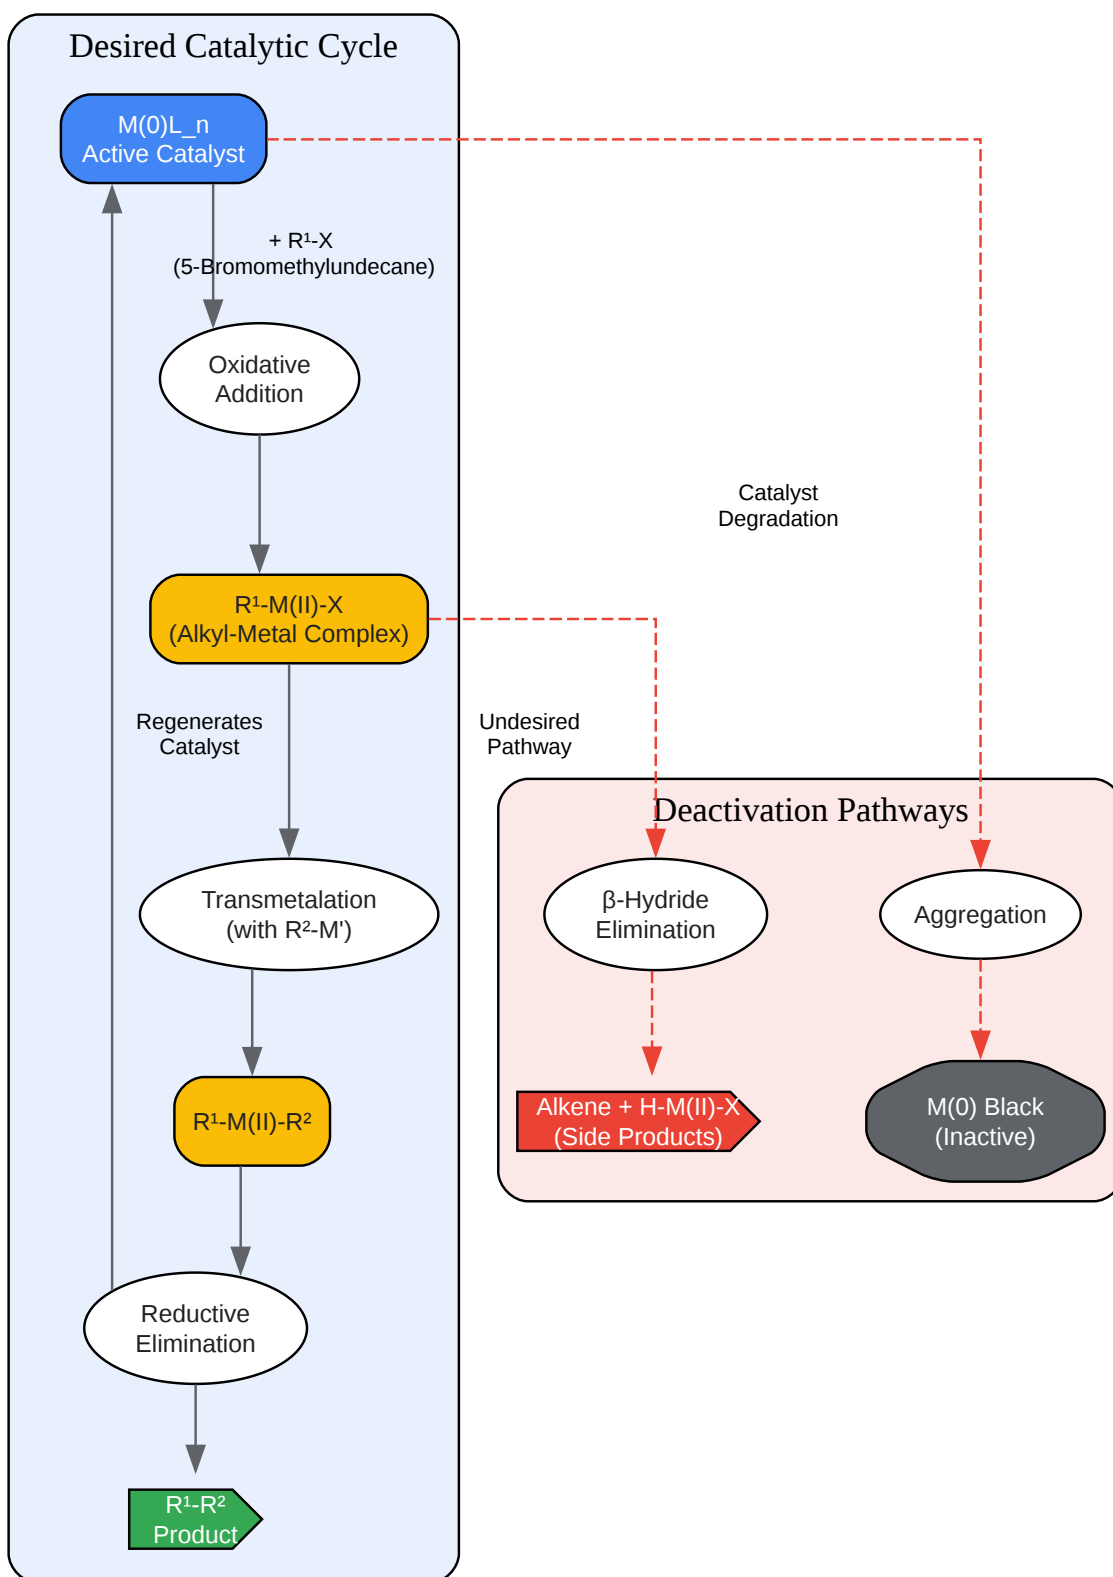 Desired Catalytic Cycle
M(0)L_n
Active Catalyst
+ R¹-X
(5-Bromomethylundecane)
Oxidative
Addition
Catalyst
Degradation
R¹-M(II)-X
(Alkyl-Metal Complex)
Regenerates
Catalyst
Undesired
Pathway
Deactivation Pathways
Transmetalation
(with R²-M')
β-Hydride
Elimination
Aggregation
R¹-M(II)-R²
Alkene + H-M(II)-X
(Side Products)
M(0) Black
(Inactive)
Reductive
Elimination
R¹-R²
Product